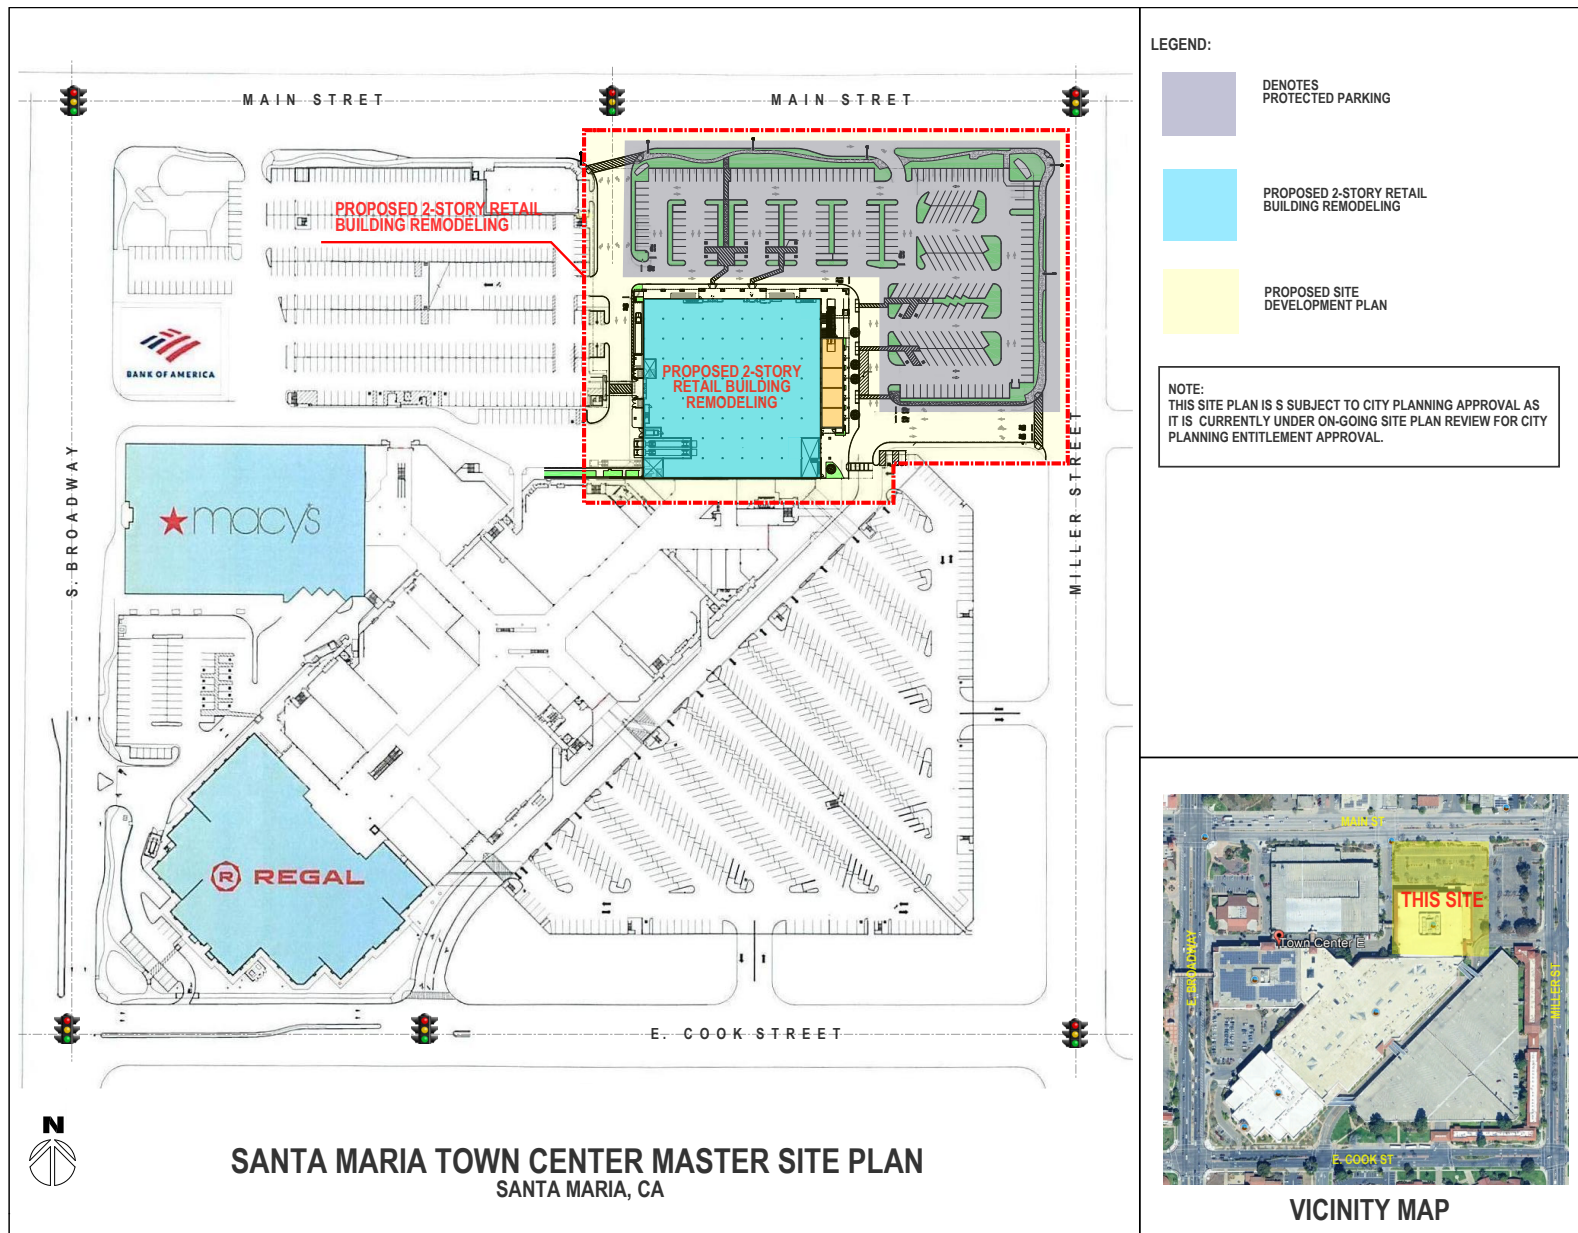 MAIN STRET
MAIN STRET
PROPOSED 2-STORY RETAIL
BUILDING REMODELING
BANK OF AMERICA
PROPOSED 2-STORY
RETAIL BUILDING
REMODELING
S. BROADWAY
MILLER STREET
macy's
R REGAL
E. COOK STREET
N
SANTA MARIA TOWN CENTER MASTER SITE PLAN
SANTA MARIA, CA
LEGEND:
DENOTES
PROTECTED PARKING
PROPOSED 2-STORY RETAIL
BUILDING REMODELING
PROPOSED SITE
DEVELOPMENT PLAN
NOTE:
THIS SITE PLAN IS S SUBJECT TO CITY PLANNING APPROVAL AS
IT IS CURRENTLY UNDER ON-GOING SITE PLAN REVIEW FOR CITY
PLANNING ENTITLEMENT APPROVAL.
MAIN ST
THIS SITE
Town Center E
E. BROADWAY
MILLER ST
E. COOK ST
VICINITY MAP